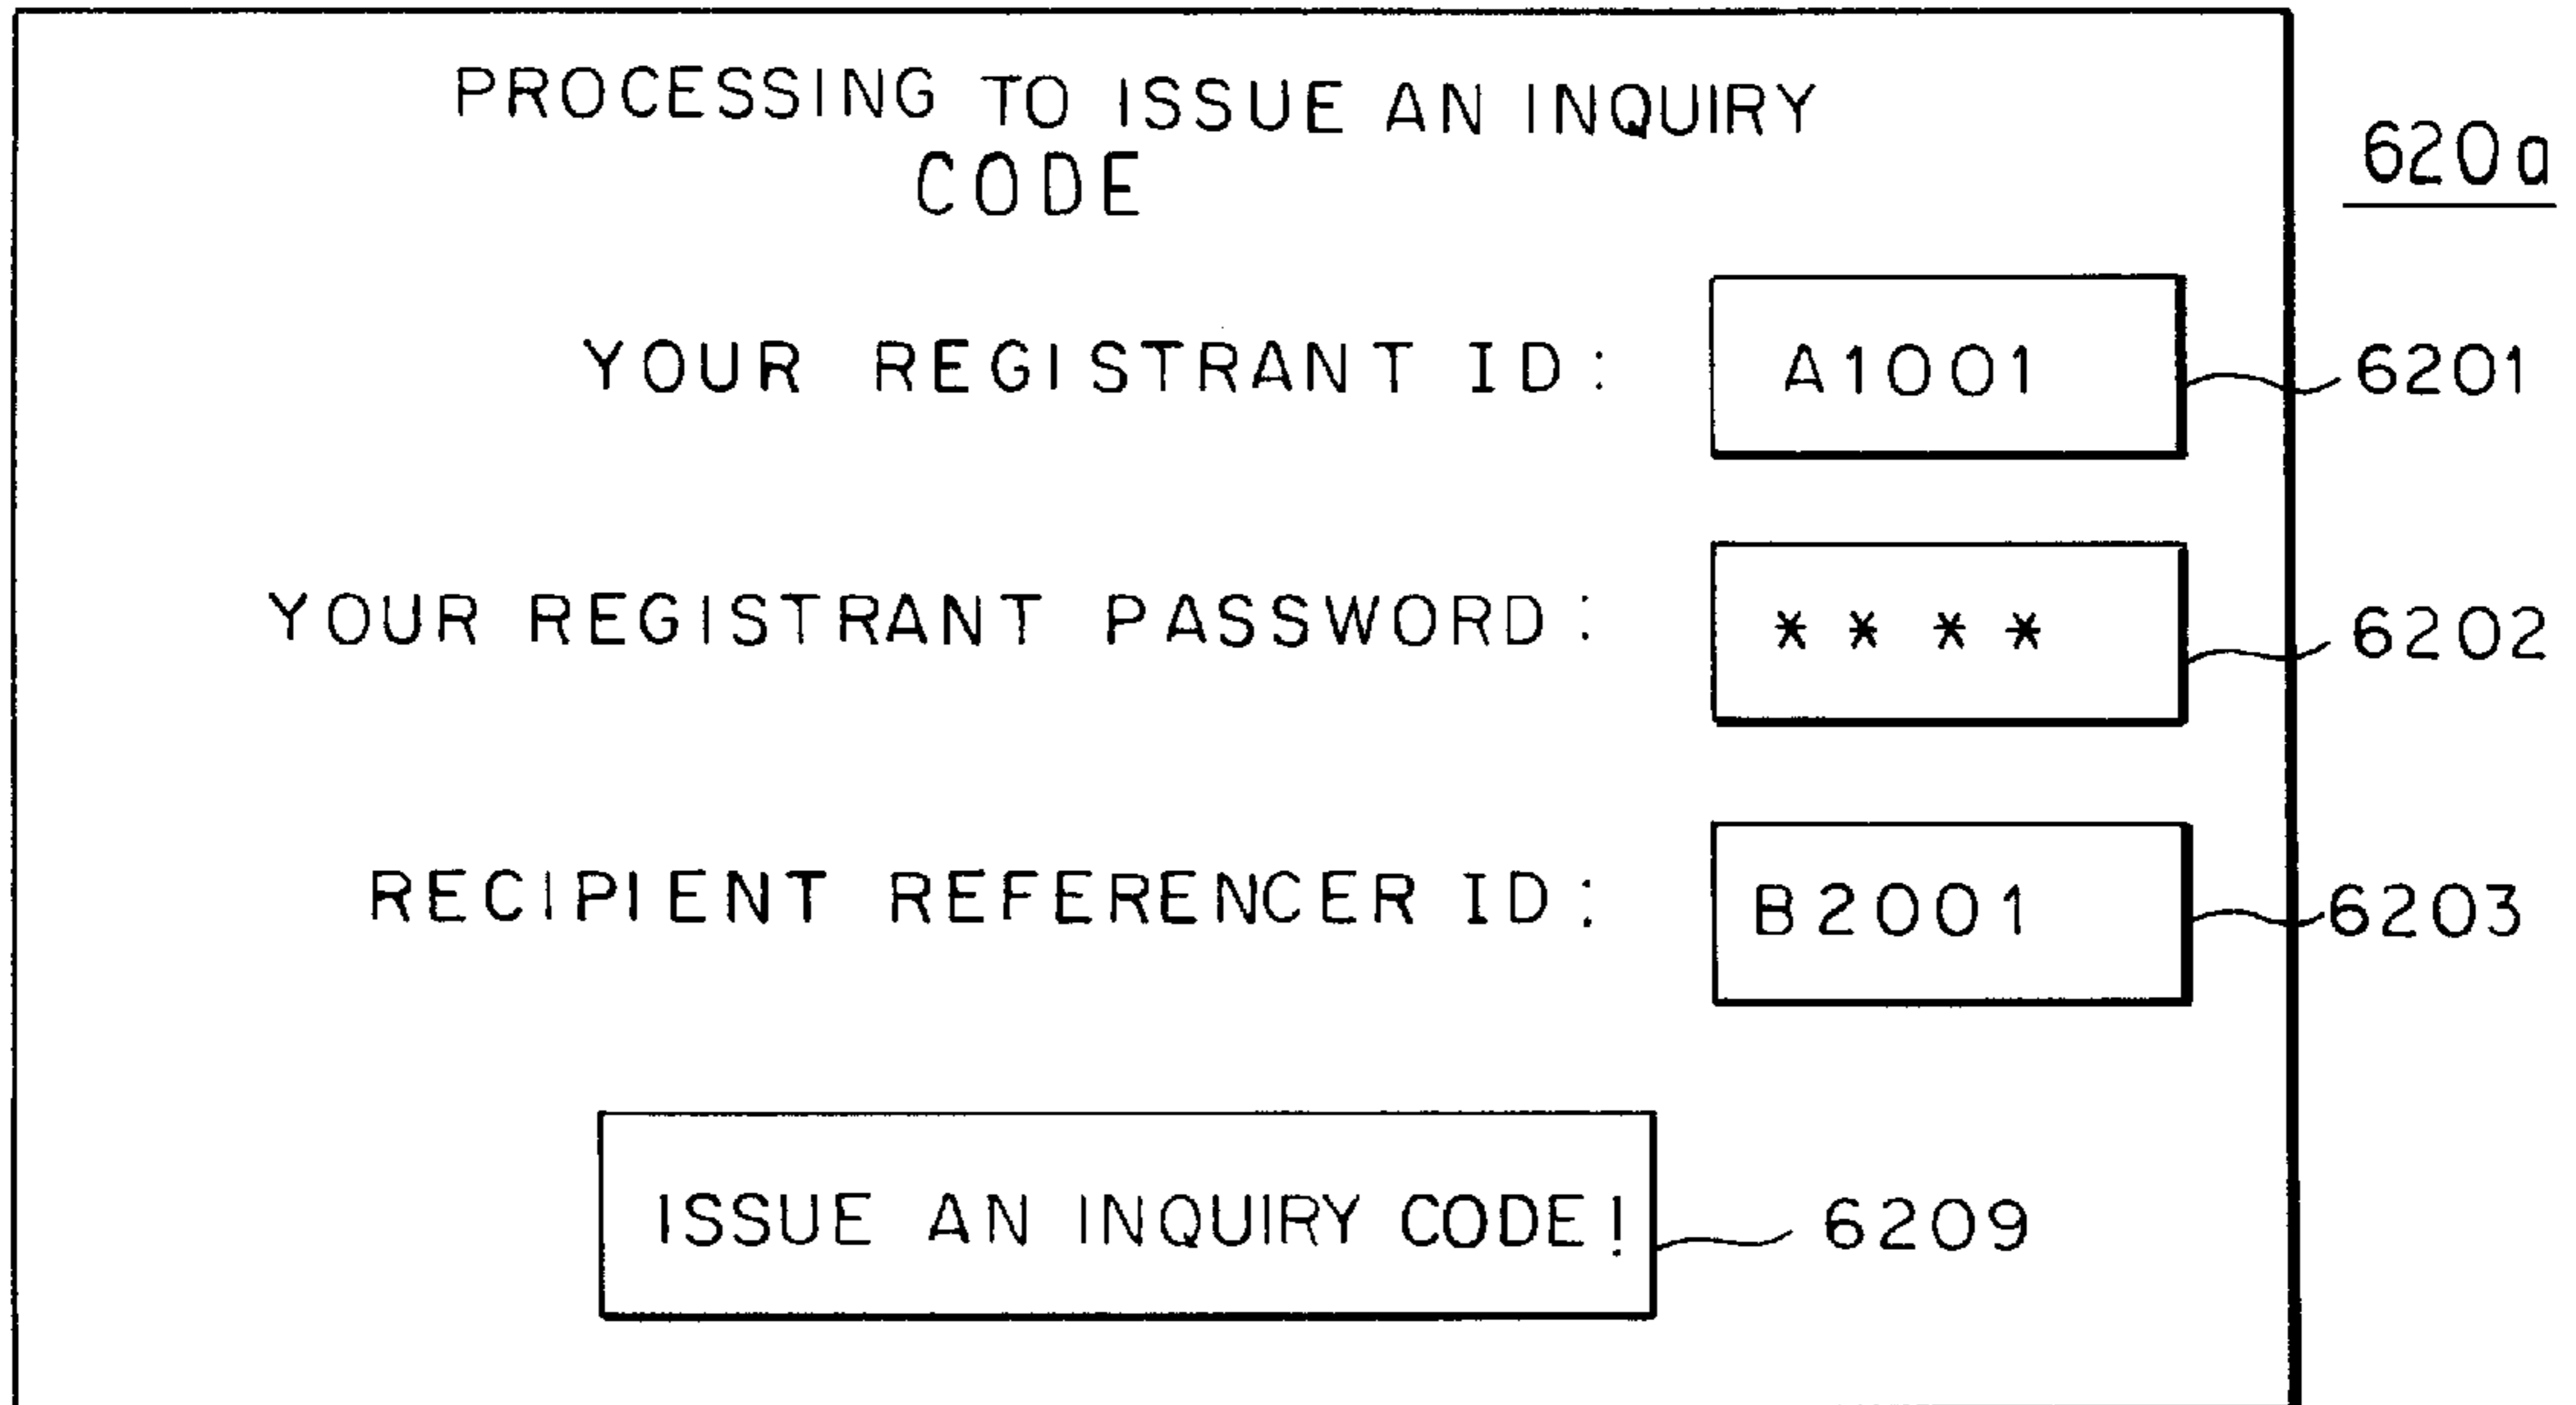 PROCESSING TO ISSUE AN INQUIRY
CODE
620a
YOUR REGISTRANT ID: A1001 6201
YOUR REGISTRANT PASSWORD: * * * * 6202
RECIPIENT REFERENCER ID: B2001 6203
ISSUE AN INQUIRY CODE! 6209